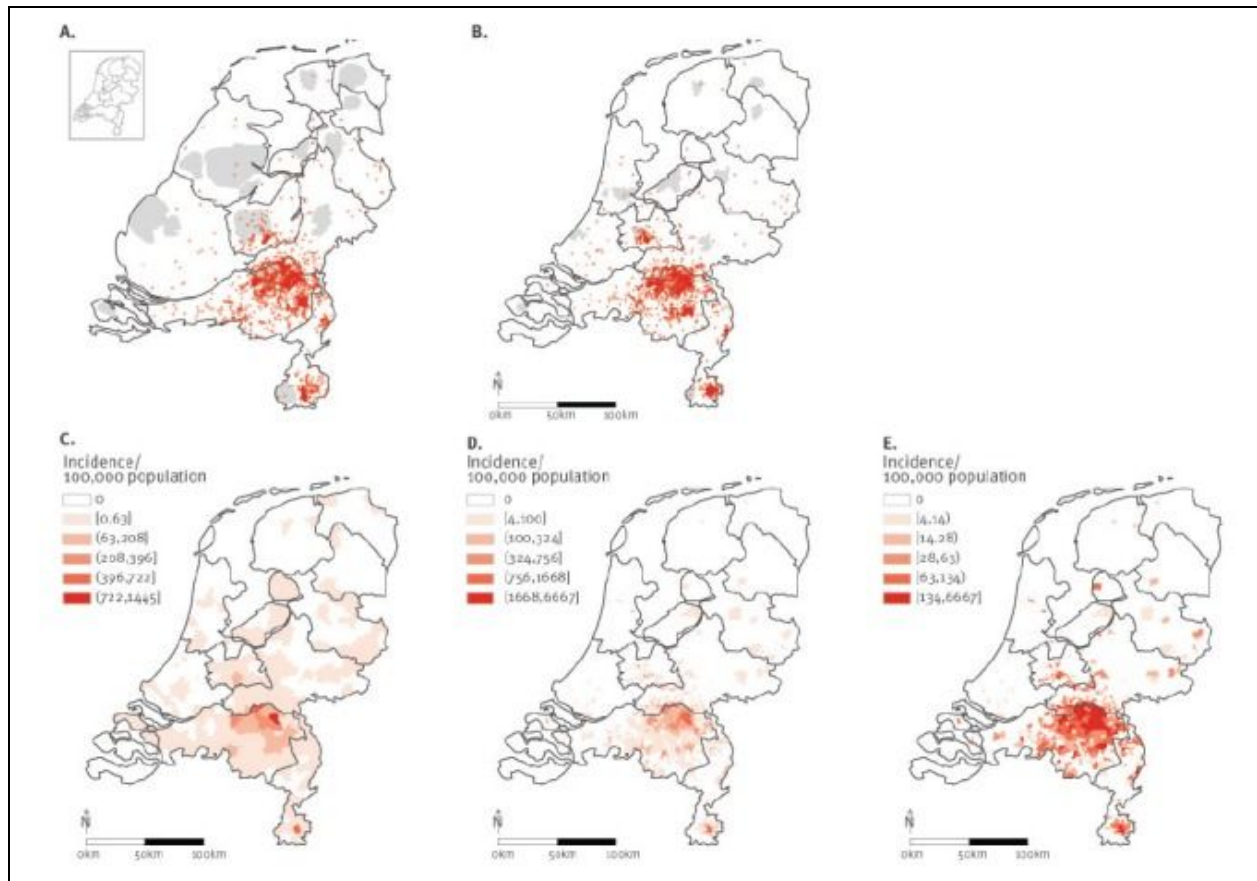 A.
B.
N
0km 50km 100km
C.
Incidence/
100,000 population
0
[0.63]
(63,208]
(208,396]
(396,722]
(722,1445]
N
0km 50km 100km
D.
Incidence/
100,000 population
0
[4,100]
(100,324]
(324,756]
(756,1668]
(1668,6667]
N
0km 50km 100km
E.
Incidence/
100,000 population
0
[4,14)
[14,28)
[28,63)
[63,134)
[134,6667]
N
0km 50km 100km